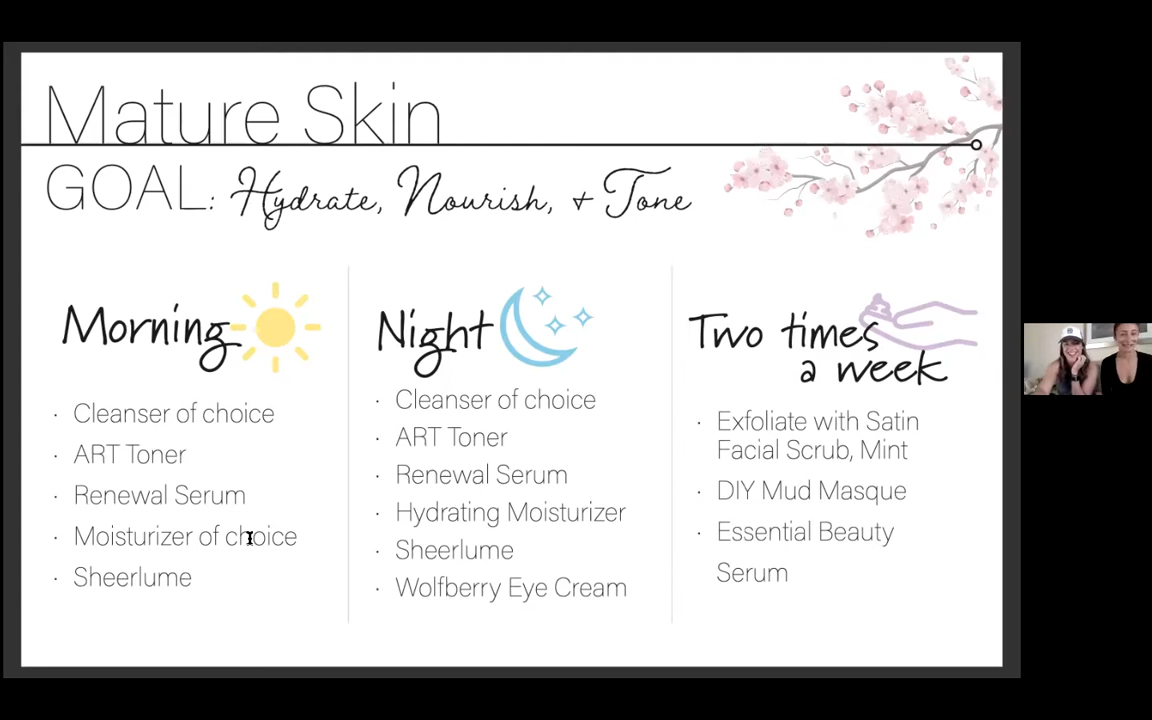 Mature Skin
GOAL: Hydrate, Nourish, + Tone
Morning
· Cleanser of choice
· ART Toner
· Renewal Serum
· Moisturizer of choice
· Sheerlume
Night
· Cleanser of choice
· ART Toner
· Renewal Serum
· Hydrating Moisturizer
· Sheerlume
· Wolfberry Eye Cream
Two times
a week
· Exfoliate with Satin
Facial Scrub, Mint
· DIY Mud Masque
· Essential Beauty
Serum